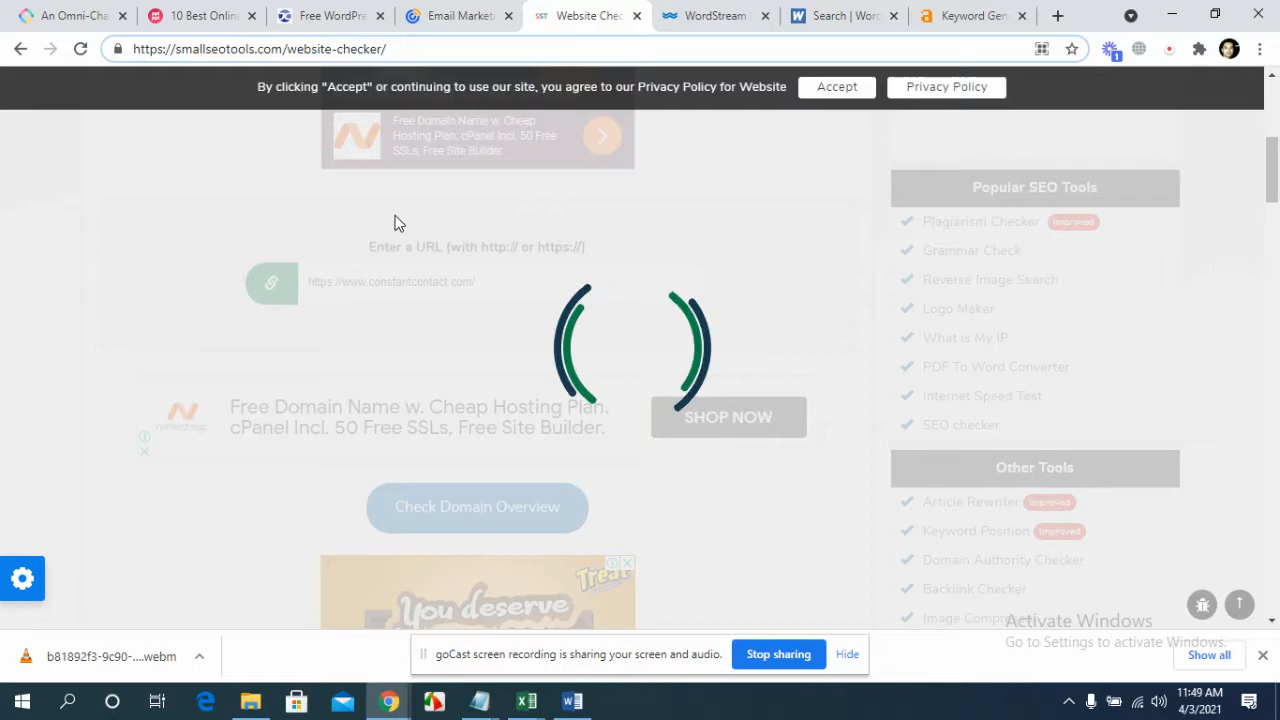 An Omni-Cha
10 Best Online
Free WordPre
Email Market
Website Chec
WordStream
Search | Wor
Keyword Gen
https://smallseotools.com/website-checker/
1
By clicking "Accept" or continuing to use our site, you agree to our Privacy Policy for Website
Accept
Privacy Policy
Free Domain Name w. Cheap
Hosting Plan. cPanel Incl. 50 Free
SSLs, Free Site Builder.
Popular SEO Tools
Plagiarism Checker Improved
Enter a URL (with http:// or https://)
Grammar Check
https://www.constantcontact.com/
Reverse Image Search
Logo Maker
What is My IP
PDF To Word Converter
Internet Speed Test
SEO checker
namecheap
Free Domain Name w. Cheap Hosting Plan.
cPanel Incl. 50 Free SSLs, Free Site Builder.
SHOP NOW
Other Tools
Article Rewriter Improved
Check Domain Overview
Keyword Position Improved
Domain Authority Checker
Backlink Checker
Treat
You deserve
Activate Windows
Go to Settings to activate Windows.
b81892f3-9c90-....webm
goCast screen recording is sharing your screen and audio.
Stop sharing
Hide
Show all
11:49 AM
4/3/2021